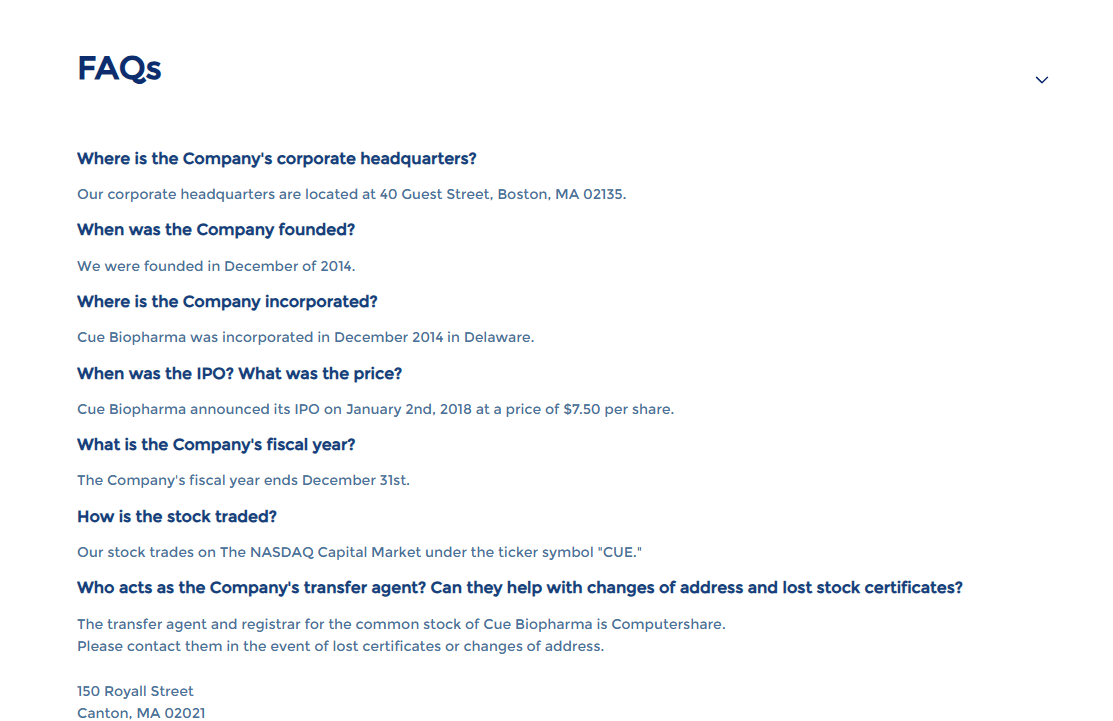 FAQs
Where is the Company's corporate headquarters?
Our corporate headquarters are located at 40 Guest Street, Boston, MA 02135.
When was the Company founded?
We were founded in December of 2014.
Where is the Company incorporated?
Cue Biopharma was incorporated in December 2014 in Delaware.
When was the IPO? What was the price?
Cue Biopharma announced its IPO on January 2nd, 2018 at a price of $7.50 per share.
What is the Company's fiscal year?
The Company's fiscal year ends December 31st.
How is the stock traded?
Our stock trades on The NASDAQ Capital Market under the ticker symbol "CUE."
Who acts as the Company's transfer agent? Can they help with changes of address and lost stock certificates?
The transfer agent and registrar for the common stock of Cue Biopharma is Computershare.
Please contact them in the event of lost certificates or changes of address.
150 Royall Street
Canton, MA 02021